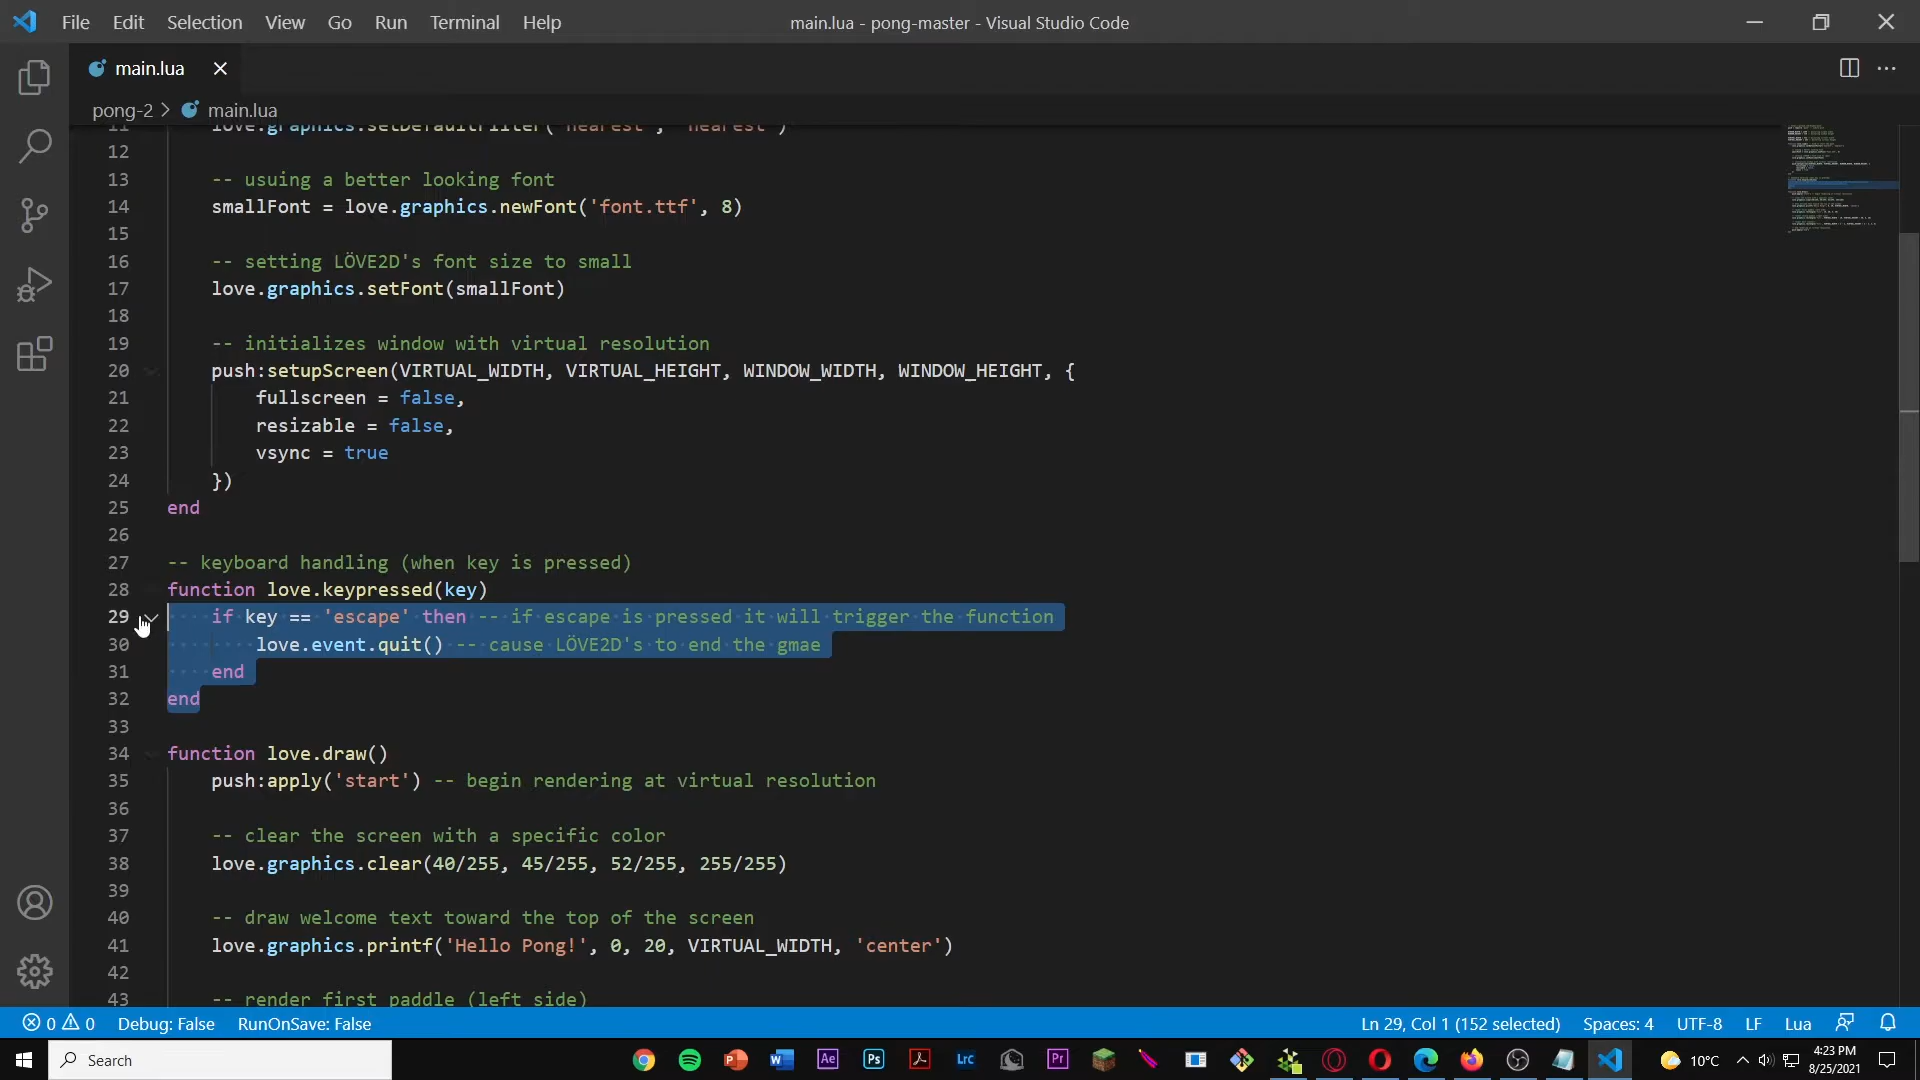 File Edit Selection View Go Run Terminal Help
main.lua - pong-master - Visual Studio Code
main.lua
pong-2 > main.lua
11 love.graphics.setDefaultFilter('nearest', 'nearest')
12
13 -- usuing a better looking font
14 smallFont = love.graphics.newFont('font.ttf', 8)
15
16 -- setting LÖVE2D's font size to small
17 love.graphics.setFont(smallFont)
18
19 -- initializes window with virtual resolution
20 push:setupScreen(VIRTUAL_WIDTH, VIRTUAL_HEIGHT, WINDOW_WIDTH, WINDOW_HEIGHT, {
21 fullscreen = false,
22 resizable = false,
23 vsync = true
24 })
25 end
26
27 -- keyboard handling (when key is pressed)
28 function love.keypressed(key)
29 if key == 'escape' then -- if escape is pressed it will trigger the function
30 love.event.quit() -- cause LÖVE2D's to end the gmae
31 end
32 end
33
34 function love.draw()
35 push:apply('start') -- begin rendering at virtual resolution
36
37 -- clear the screen with a specific color
38 love.graphics.clear(40/255, 45/255, 52/255, 255/255)
39
40 -- draw welcome text toward the top of the screen
41 love.graphics.printf('Hello Pong!', 0, 20, VIRTUAL_WIDTH, 'center')
42
43 -- render first paddle (left side)
0 0 Debug: False RunOnSave: False
Ln 29, Col 1 (152 selected) Spaces: 4 UTF-8 LF Lua
Search
Ae Ps Lrc Pr
10°C
4:23 PM
8/25/2021